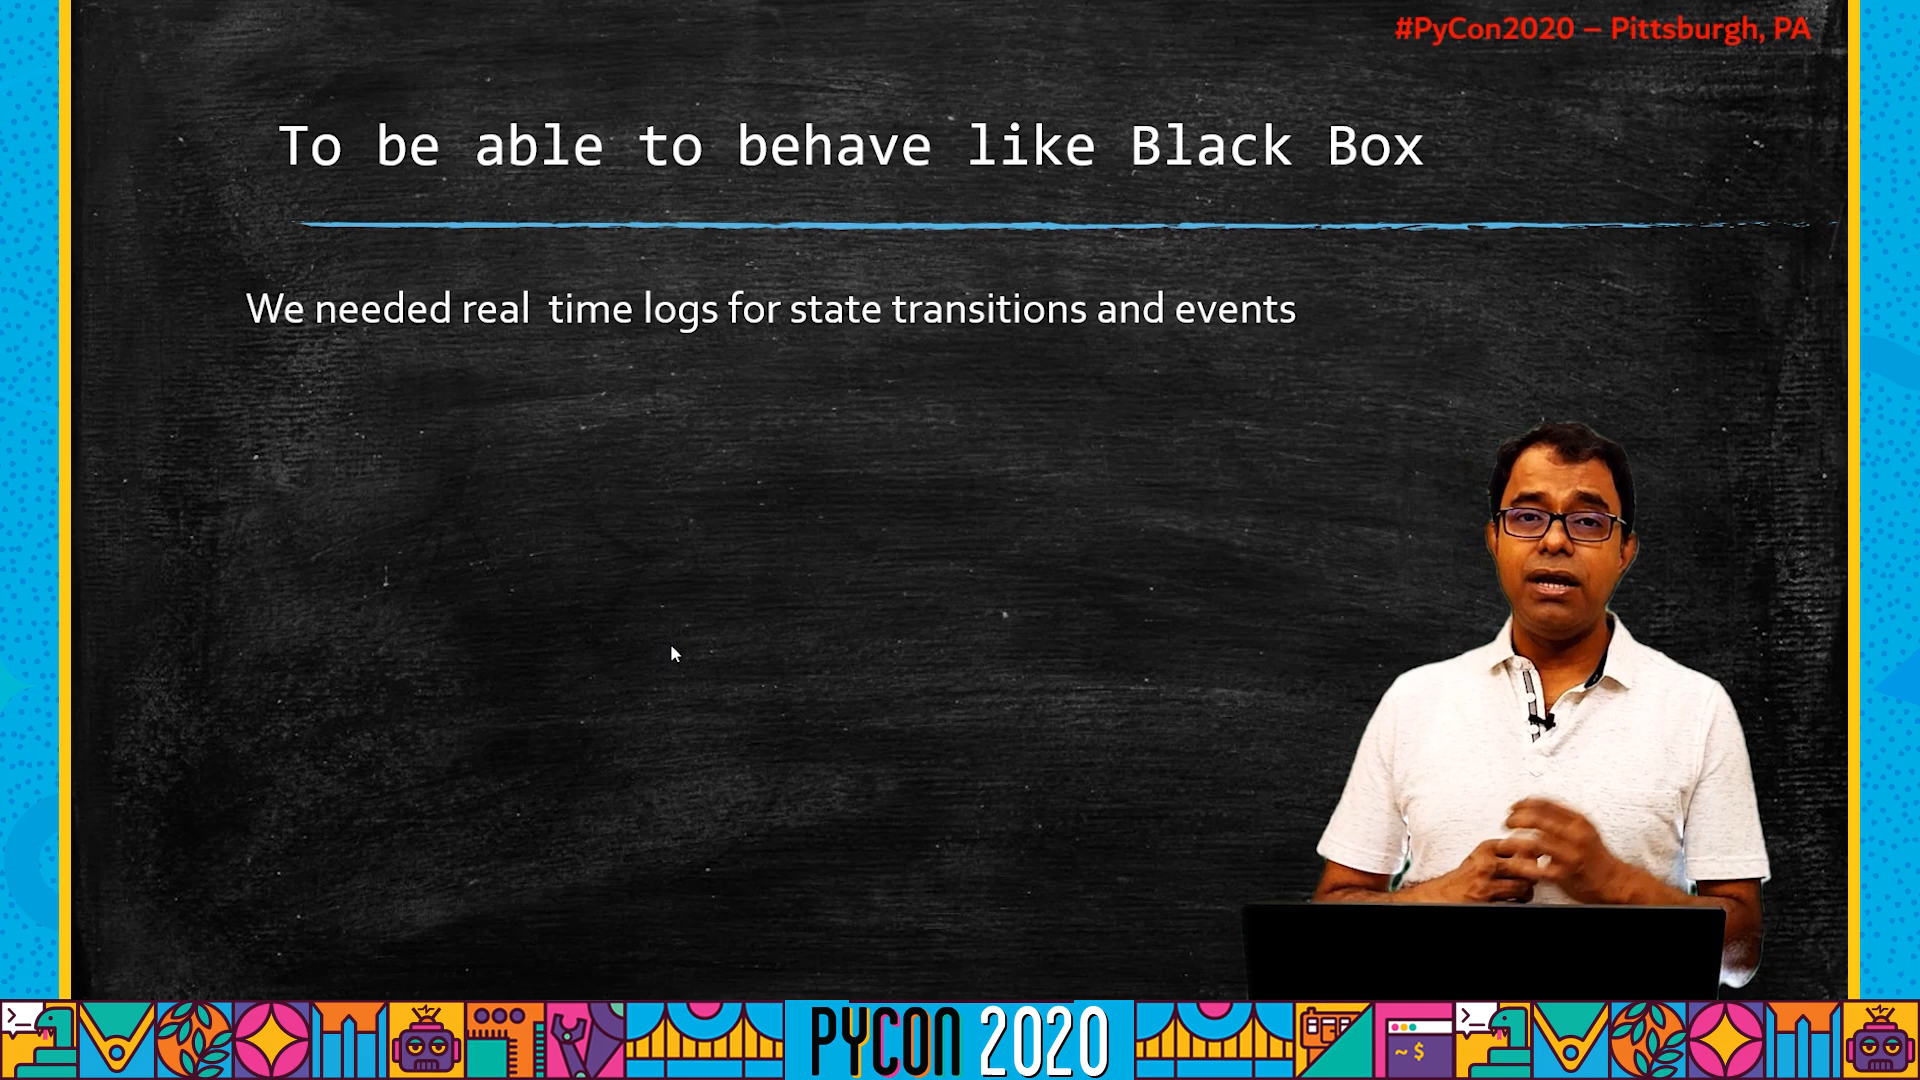 #PyCon2020 – Pittsburgh, PA
To be able to behave like Black Box
We needed real  time logs for state transitions and events
PYCON 2020
>_
~ $
>_